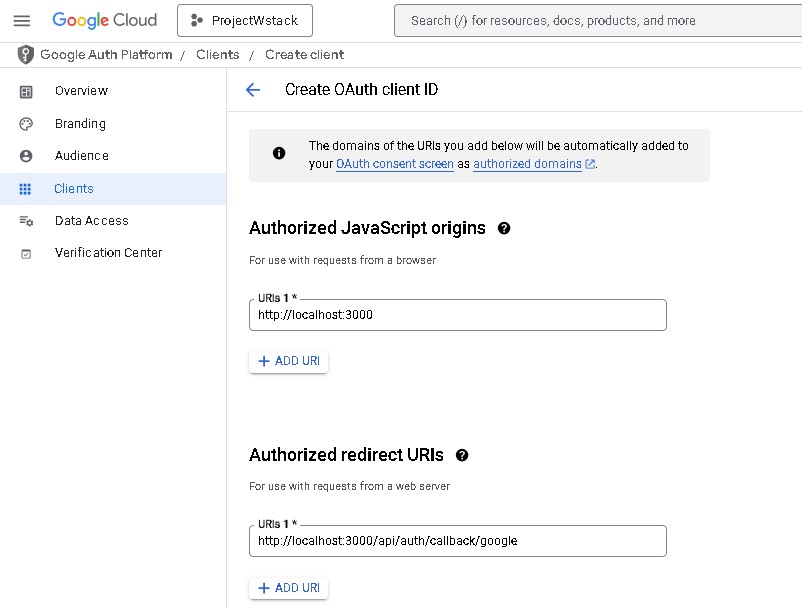 Google Cloud
ProjectWstack
Search (/) for resources, docs, products, and more
Google Auth Platform / Clients / Create client
Overview
Branding
Audience
Clients
Data Access
Verification Center
Create OAuth client ID
The domains of the URIs you add below will be automatically added to
your OAuth consent screen as authorized domains.
Authorized JavaScript origins
For use with requests from a browser
URIs 1 *
http://localhost:3000
+ ADD URI
Authorized redirect URIs
For use with requests from a web server
URIs 1 *
http://localhost:3000/api/auth/callback/google
+ ADD URI